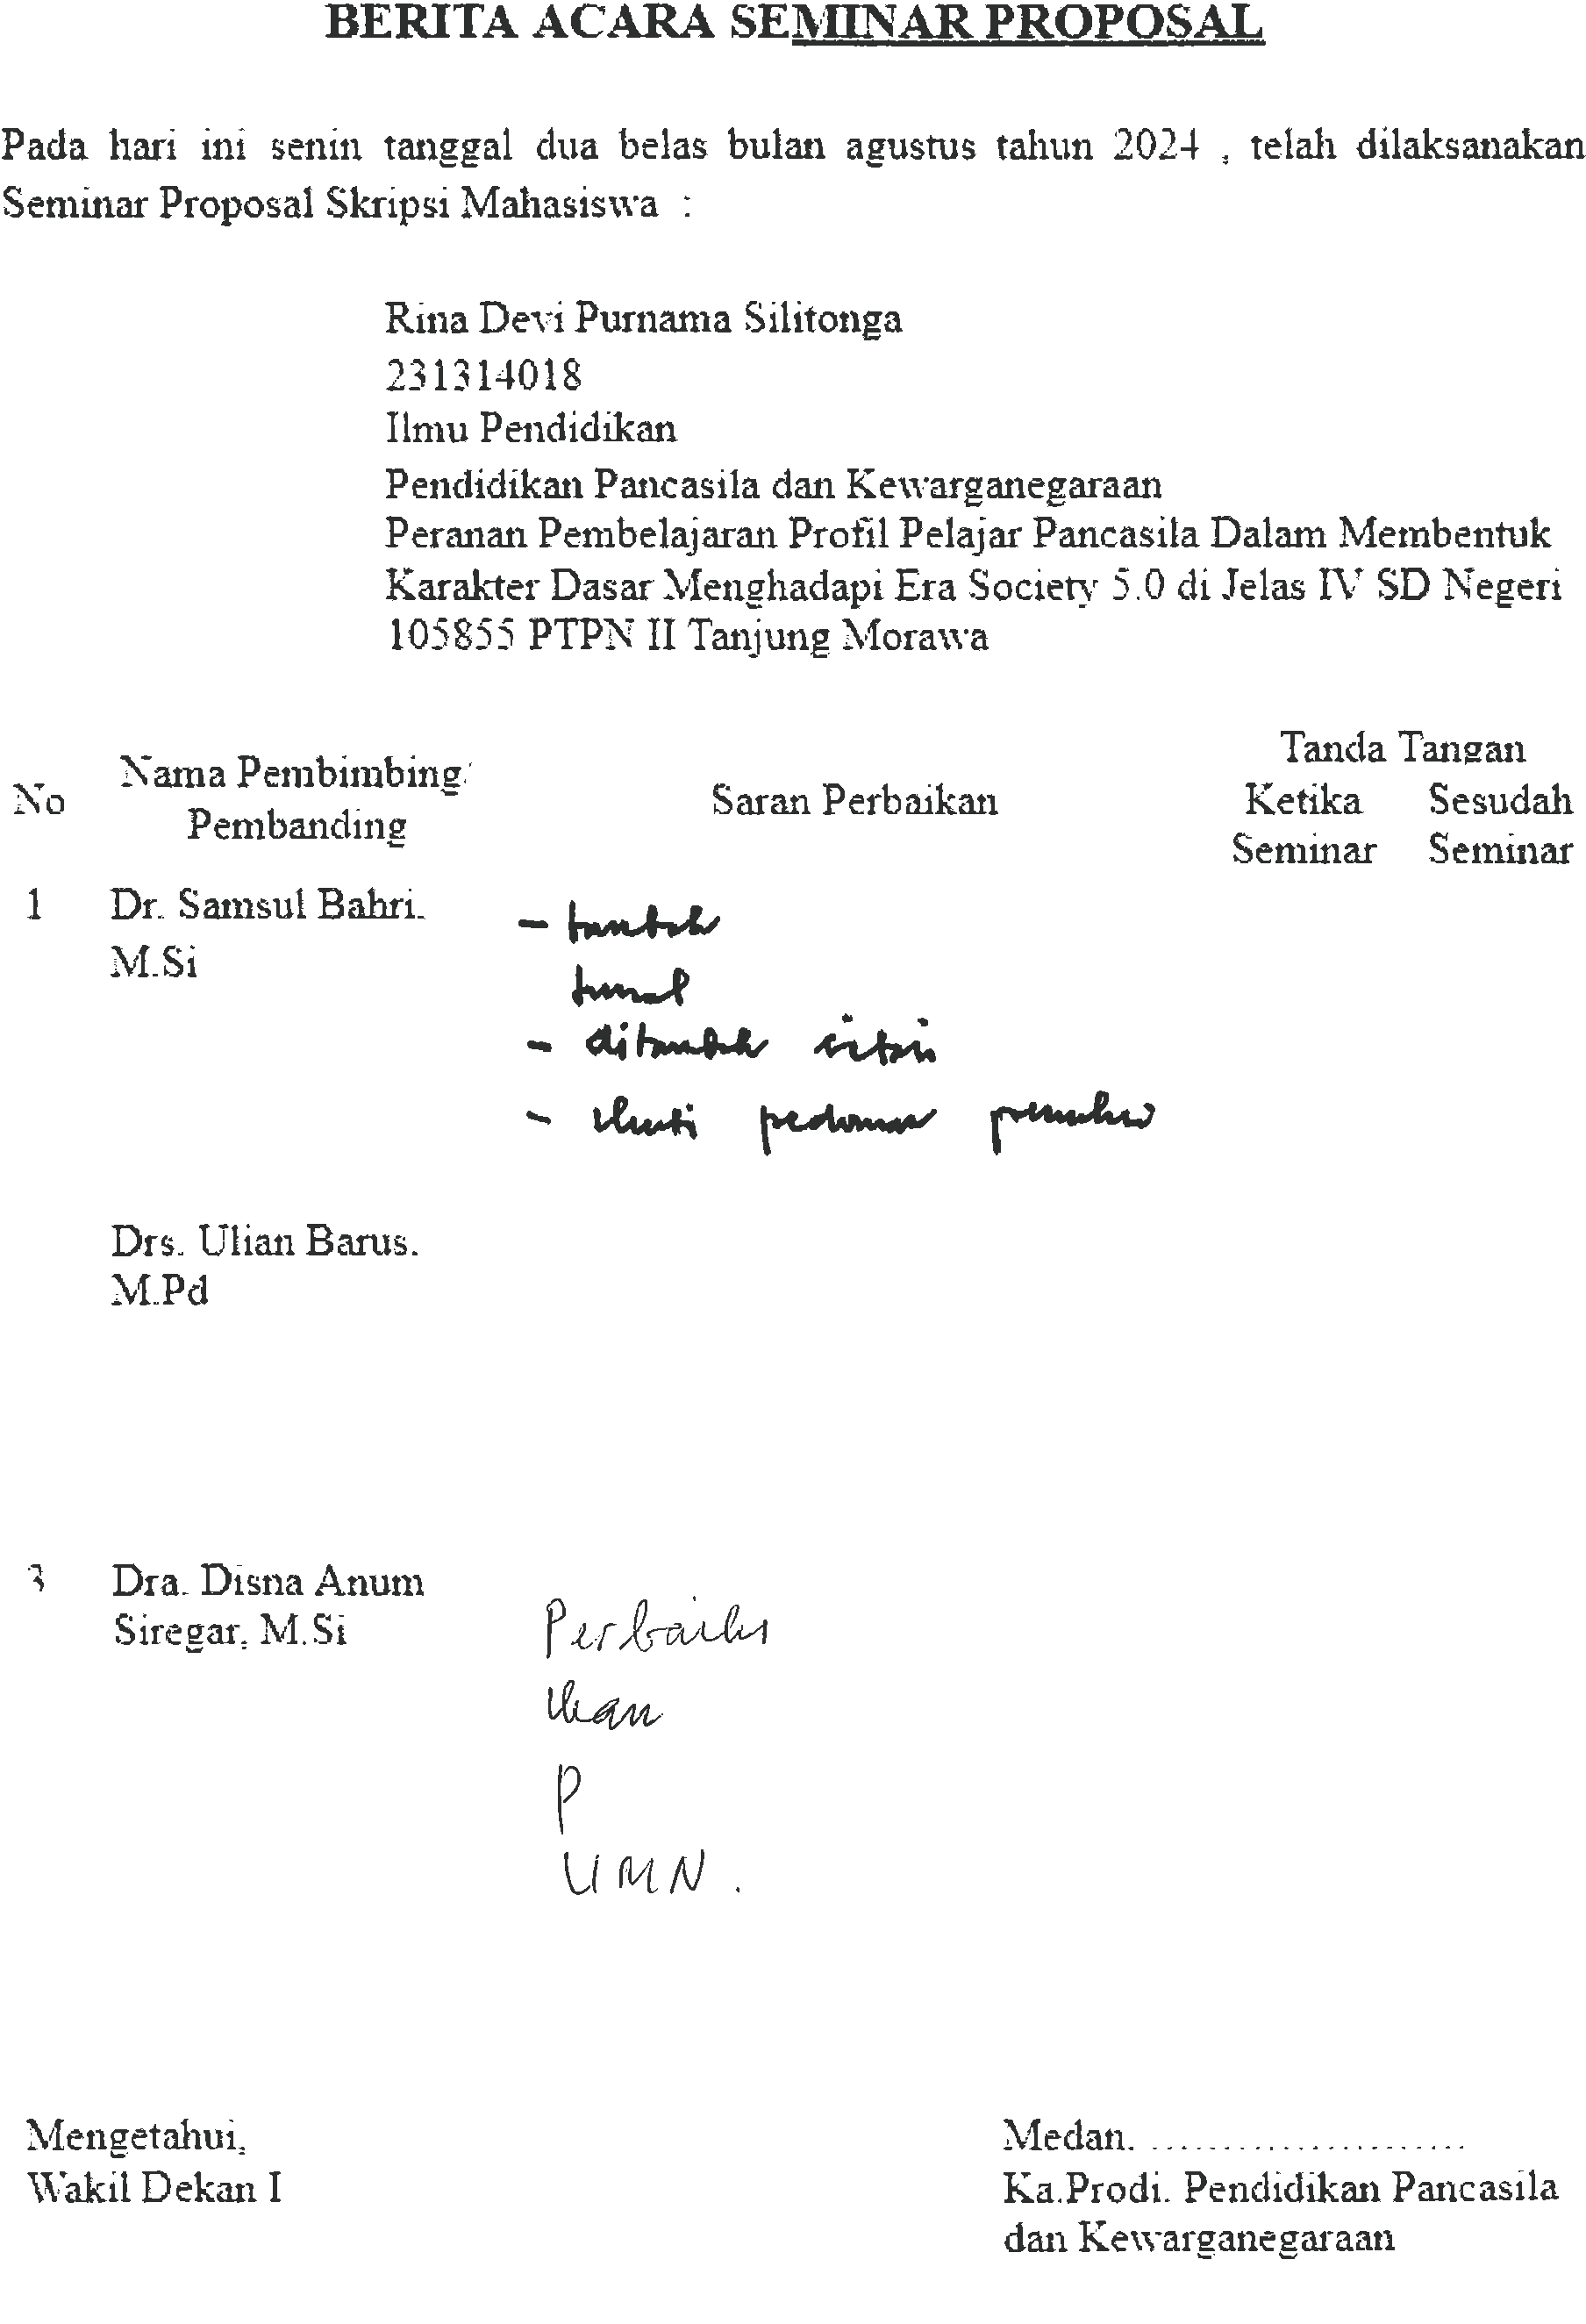 BERITA ACARA SEMINAR PROPOSAL
Pada hari ini senin tanggal dua belas bulan agustus tahun 2024 , telah dilaksanakan
Seminar Proposal Skripsi Mahasiswa :
Rina Devi Purnama Silitonga
231314018
Ilmu Pendidikan
Pendidikan Pancasila dan Kewarganegaraan
Peranan Pembelajaran Profil Pelajar Pancasila Dalam Membentuk
Karakter Dasar Menghadapi Era Society 5.0 di Jelas IV SD Negeri
105855 PTPN II Tanjung Morawa
No Nama Pembimbing/ Pembanding Saran Perbaikan Tanda Tangan
Ketika Seminar Sesudah Seminar
1 Dr. Samsul Bahri, M.Si
- tambah
- ditambah
- ikuti pedoman
Drs. Ulian Barus, M.Pd
3 Dra. Disna Anum
Siregar, M.Si
Perbaiki
UMN .
Mengetahui,
Wakil Dekan I
Medan, ......................
Ka.Prodi. Pendidikan Pancasila
dan Kewarganegaraan